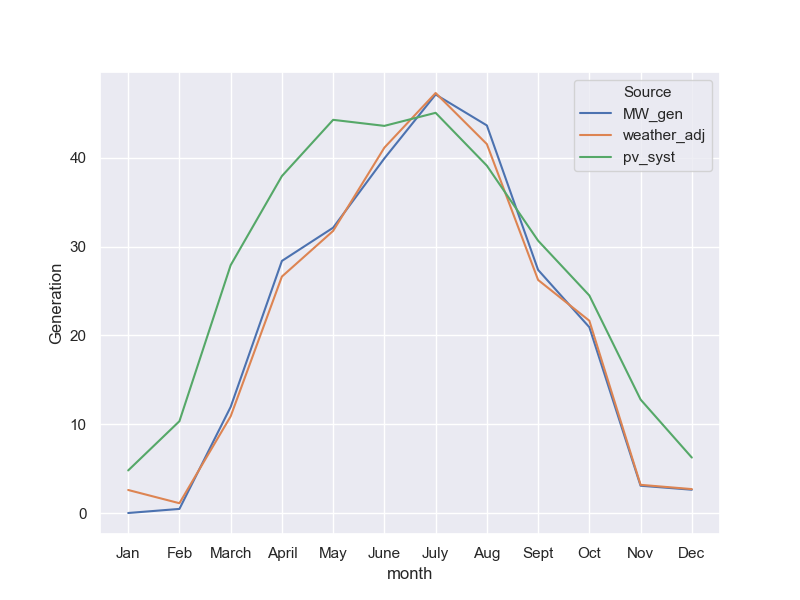 Source
MW_gen
weather_adj
pv_syst
40
30
20
10
0
Generation
Jan Feb March April May June July Aug Sept Oct Nov Dec
month